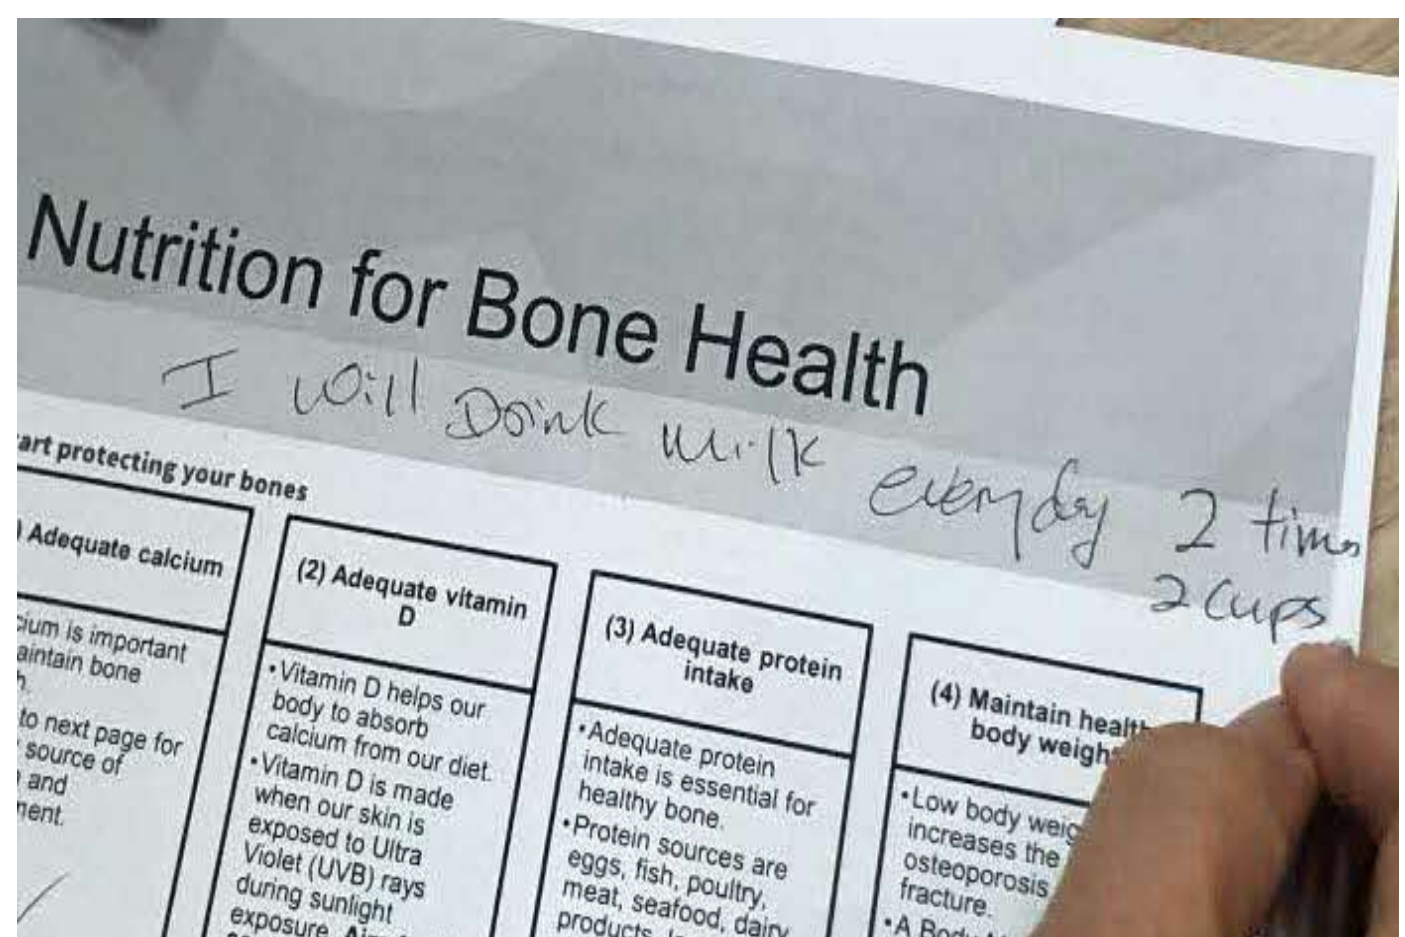 Nutrition for Bone Health
I will Drink milk everyday 2 times
2 cups
art protecting your bones
) Adequate calcium
cium is important
aintain bone
to next page for
source of
and
ment.
(2) Adequate vitamin
D
• Vitamin D helps our
body to absorb
calcium from our diet.
• Vitamin D is made
when our skin is
exposed to Ultra
Violet (UVB) rays
during sunlight
exposure.
(3) Adequate protein
intake
• Adequate protein
intake is essential for
healthy bone.
• Protein sources are
eggs, fish, poultry,
meat, seafood, dairy
products,
(4) Maintain health
body weigh
• Low body weig
increases the
osteoporosis
fracture.
• A Body